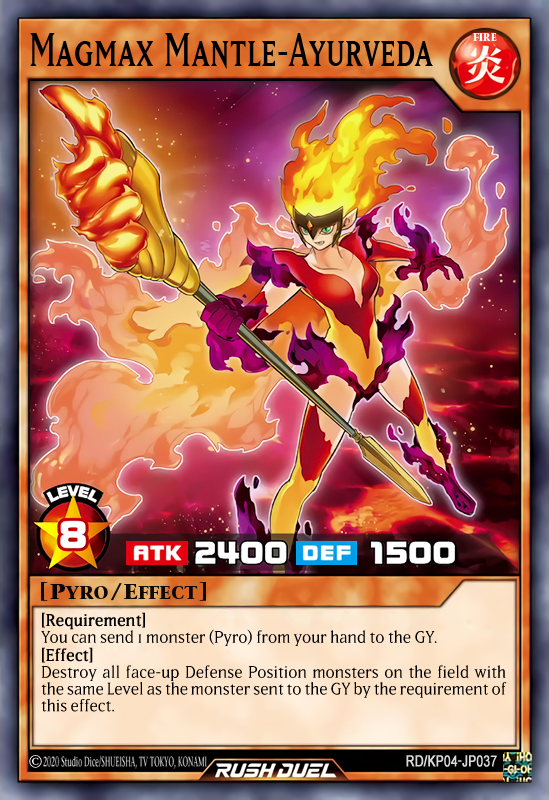 Magmax Mantle-Ayurveda
FIRE
炎
LEVEL
8
ATK 2400 DEF 1500
[Pyro/Effect]
[Requirement]
You can send 1 monster (Pyro) from your hand to the GY.
[Effect]
Destroy all face-up Defense Position monsters on the field with
the same Level as the monster sent to the GY by the requirement of
this effect.
©2020 Studio Dice/SHUEISHA, TV TOKYO, KONAMI
RUSH DUEL
RD/KP04-JP037